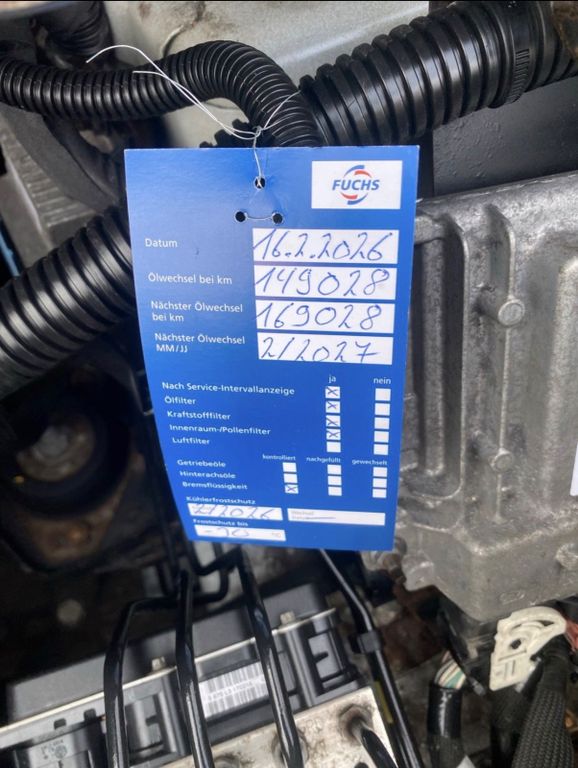 FUCHS
Datum 16.2.2026
Ölwechsel bei km 149028
Nächster Ölwechsel
bei km 169028
Nächster Ölwechsel
MM/JJ 2/2027
ja nein
Nach Service-Intervallanzeige
Ölfilter
Kraftstofffilter
Innenraum-/Pollenfilter
Luftfilter
kontrolliert nachgefüllt gewechselt
Getriebeöle
Hinterachsöle
Bremsflüssigkeit
Kühlerfrostschutz
2/2026
Frostschutz bis
°C